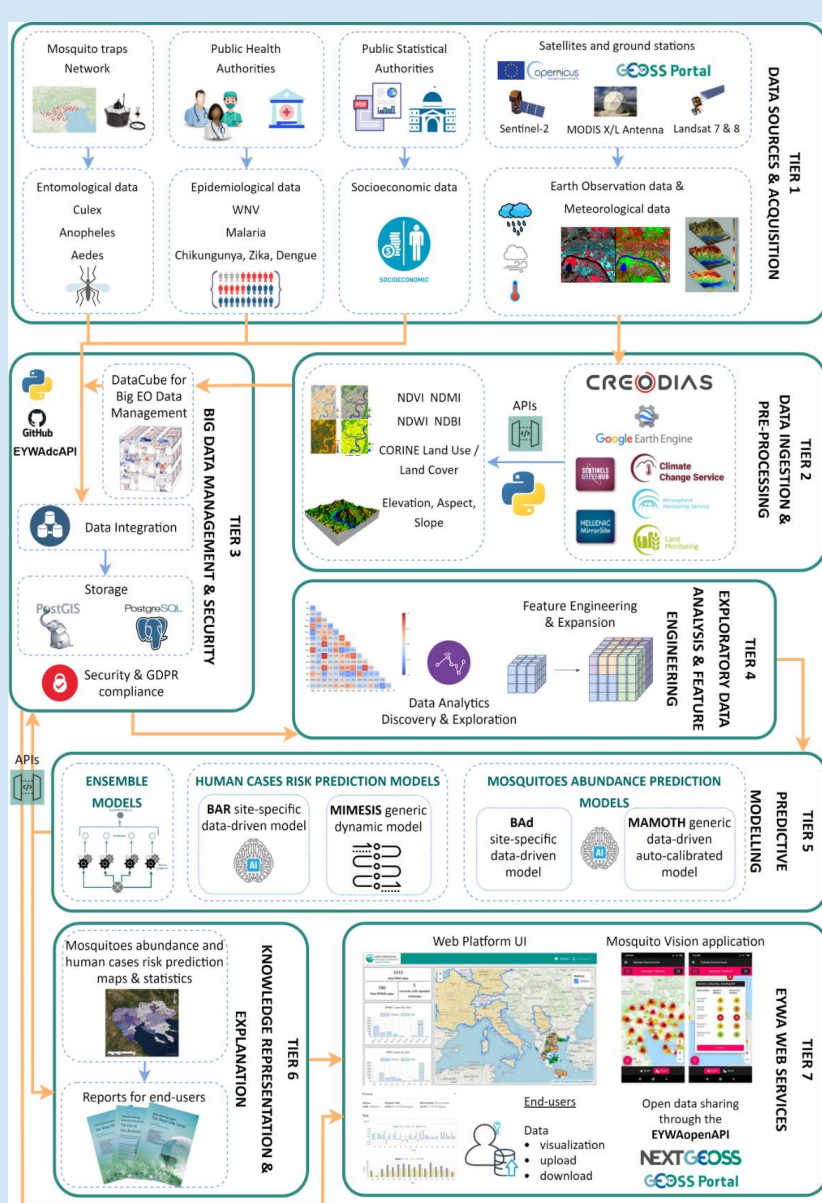 Mosquito traps
Network
Public Health
Authorities
Public Statistical
Authorities
PDF
Satellites and ground stations
Copernicus
GEOSS Portal
Sentinel-2
MODIS X/L Antenna
Landsat 7 & 8
Entomological data
Culex
Anopheles
Aedes
Epidemiological data
WNV
Malaria
Chikungunya, Zika, Dengue
Socioeconomic data
SOCIOECONOMIC
Earth Observation data &
Meteorological data
TIER 1
DATA SOURCES & ACQUISITION
GitHub
EYWAdcAPI
DataCube for
Big EO Data
Management
Data Integration
Storage
PostGIS
PostgreSQL
Security & GDPR
compliance
TIER 3
BIG DATA MANAGEMENT & SECURITY
NDVI NDMI
NDWI NDBI
CORINE Land Use /
Land Cover
Elevation, Aspect,
Slope
APIs
CREODIAS
Google Earth Engine
Climate
Change Service
Atmosphere
Monitoring Service
HELLENIC
MirrorSite
Land
Monitoring
TIER 2
DATA INGESTION &
PRE-PROCESSING
Data Analytics
Discovery & Exploration
Feature Engineering
& Expansion
TIER 4
EXPLORATORY DATA
ANALYSIS & FEATURE
ENGINEERING
APIs
ENSEMBLE
MODELS
HUMAN CASES RISK PREDICTION MODELS
BAR site-specific
data-driven model
AI
MIMESIS generic
dynamic model
MOSQUITOES ABUNDANCE PREDICTION
MODELS
BAd
site-specific
data-driven
model
AI
MAMOTH generic
data-driven
auto-calibrated
model
TIER 5
PREDICTIVE
MODELLING
Mosquitoes abundance and
human cases risk prediction
maps & statistics
Reports for end-users
TIER 6
KNOWLEDGE REPRESENTATION &
EXPLANATION
Web Platform UI
Mosquito Vision application
End-users
Data
• visualization
• upload
• download
Open data sharing
through the
EYWAopenAPI
NEXTGEOSS
GEOSS Portal
TIER 7
EYWA WEB SERVICES